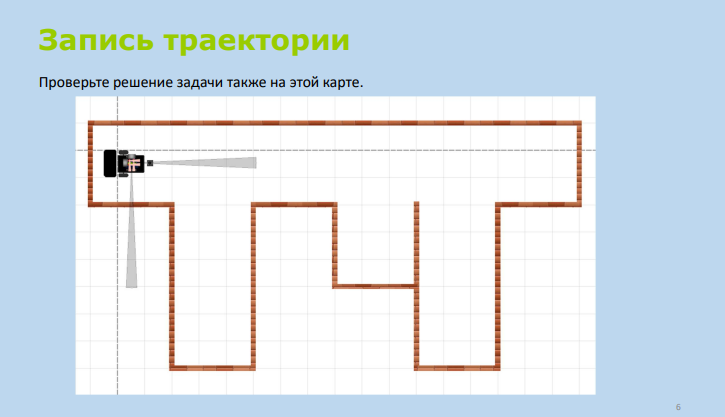 Запись траектории
Проверьте решение задачи также на этой карте.
6